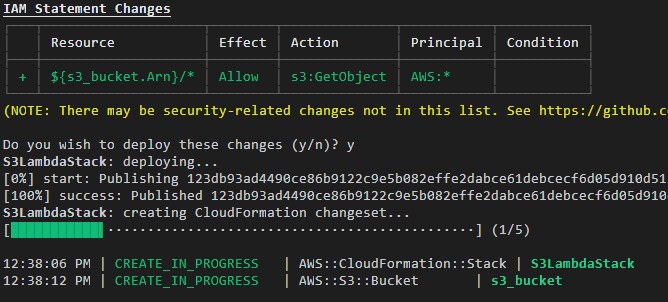 IAM Statement Changes
Resource Effect Action Principal Condition
+ ${s3_bucket.Arn}/* Allow s3:GetObject AWS:*
(NOTE: There may be security-related changes not in this list. See https://github.c
Do you wish to deploy these changes (y/n)? y
S3LambdaStack: deploying...
[0%] start: Publishing 123db93ad4490ce86b9122c9e5b082effe2dabce61debcecf6d05d910d51
[100%] success: Published 123db93ad4490ce86b9122c9e5b082effe2dabce61debcecf6d05d910
S3LambdaStack: creating CloudFormation changeset...
[··············································] (1/5)
12:38:06 PM | CREATE_IN_PROGRESS | AWS::CloudFormation::Stack | S3LambdaStack
12:38:12 PM | CREATE_IN_PROGRESS | AWS::S3::Bucket | s3_bucket